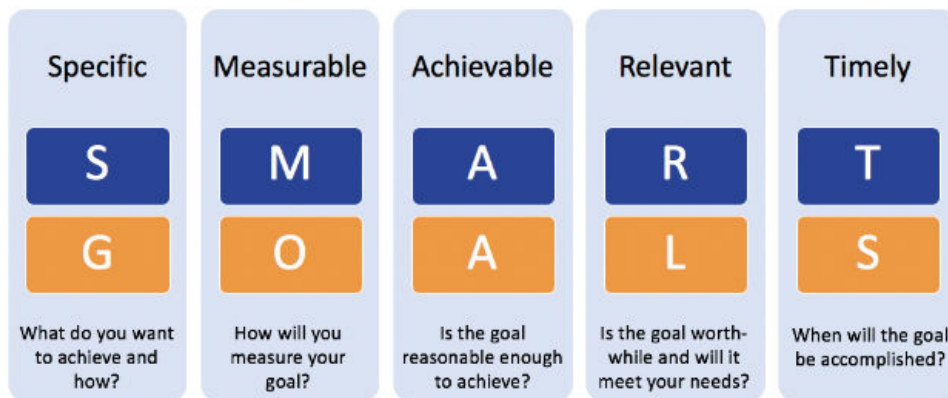 Specific
S
G
What do you want
to achieve and
how?
Measurable
M
O
How will you
measure your
goal?
Achievable
A
A
Is the goal
reasonable enough
to achieve?
Relevant
R
L
Is the goal worth-
while and will it
meet your needs?
Timely
T
S
When will the goal
be accomplished?